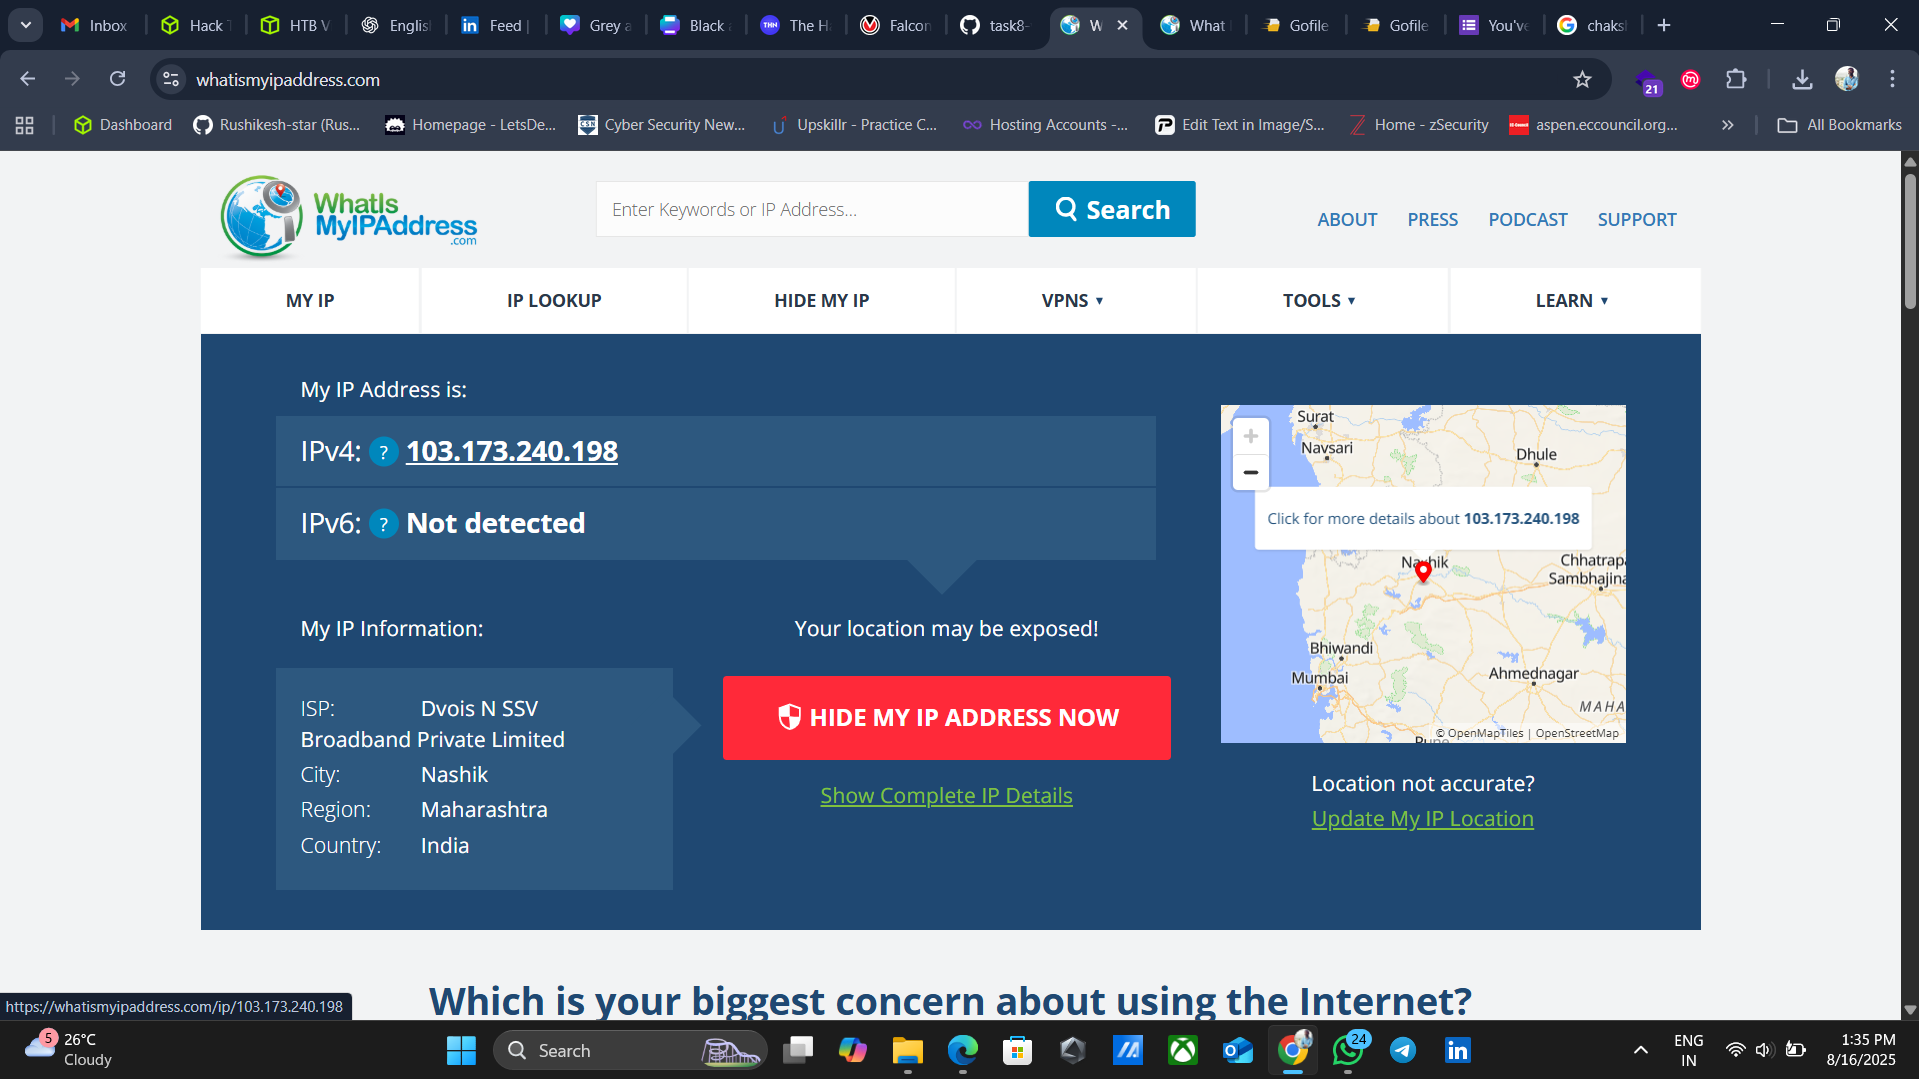 Inbox
Hack
HTB V
Englis
Feed |
Grey a
Black
The Ha
Falcon
task8-
W
What
Gofile
Gofile
You've
chaks
whatismyipaddress.com
21
Dashboard
Rushikesh-star (Rus...
Homepage - LetsDe...
Cyber Security New...
Upskillr - Practice C...
Hosting Accounts -...
Edit Text in Image/S...
Home - zSecurity
aspen.eccouncil.org...
All Bookmarks
WhatIs
MyIPAddress
.com
Enter Keywords or IP Address...
Search
ABOUT
PRESS
PODCAST
SUPPORT
MY IP
IP LOOKUP
HIDE MY IP
VPNS
TOOLS
LEARN
My IP Address is:
IPv4: ? 103.173.240.198
IPv6: ? Not detected
My IP Information:
ISP: Dvois N SSV
Broadband Private Limited
City: Nashik
Region: Maharashtra
Country: India
Your location may be exposed!
HIDE MY IP ADDRESS NOW
Show Complete IP Details
Surat
Navsari
Dhule
Click for more details about 103.173.240.198
Nashik
Chhatrapa
Sambhajina
Bhiwandi
Mumbai
Ahmednagar
MAHA
Pune
© OpenMapTiles | OpenStreetMap
Location not accurate?
Update My IP Location
Which is your biggest concern about using the Internet?
https://whatismyipaddress.com/ip/103.173.240.198
5
26°C
Cloudy
Search
24
ENG
IN
1:35 PM
8/16/2025